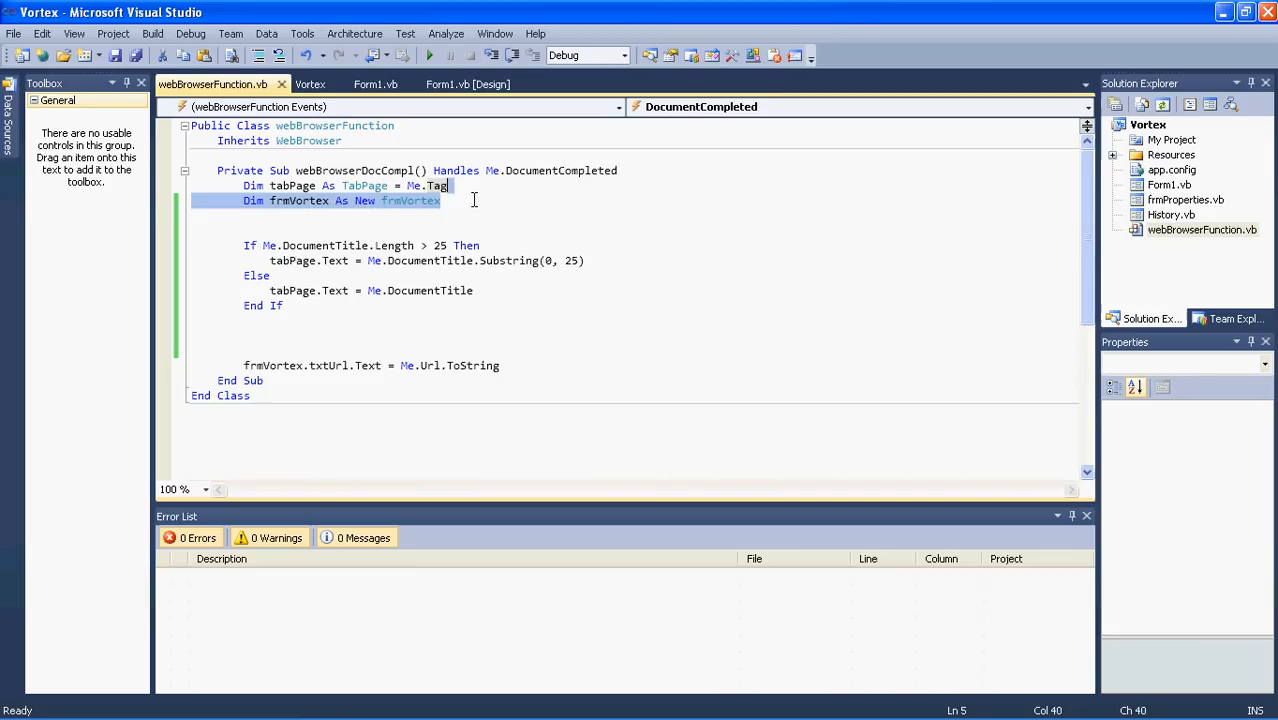 Vortex - Microsoft Visual Studio
File Edit View Project Build Debug Team Data Tools Architecture Test Analyze Window Help
Debug
Toolbox
General
There are no usable
controls in this group.
Drag an item onto this
text to add it to the
toolbox.
Data Sources
webBrowserFunction.vb Vortex Form1.vb Form1.vb [Design]
(webBrowserFunction Events) DocumentCompleted
Public Class webBrowserFunction
Inherits WebBrowser
Private Sub webBrowserDocCompl() Handles Me.DocumentCompleted
Dim tabPage As TabPage = Me.Tag
Dim frmVortex As New frmVortex
If Me.DocumentTitle.Length > 25 Then
tabPage.Text = Me.DocumentTitle.Substring(0, 25)
Else
tabPage.Text = Me.DocumentTitle
End If
frmVortex.txtUrl.Text = Me.Url.ToString
End Sub
End Class
100 %
Error List
0 Errors 0 Warnings 0 Messages
Description File Line Column Project
Solution Explorer
Vortex
My Project
Resources
app.config
Form1.vb
frmProperties.vb
History.vb
webBrowserFunction.vb
Solution Ex... Team Expl...
Properties
Ready Ln 5 Col 40 Ch 40 INS